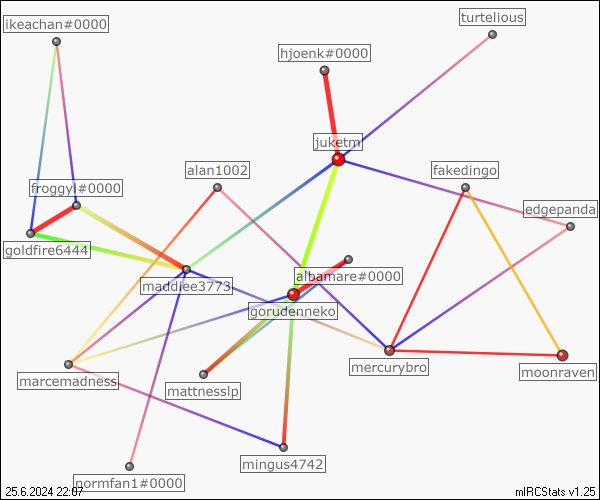 ikeachan#0000
turtelious
hjoenk#0000
juketm
alan1002
fakedingo
froggyl#0000
edgepanda
goldfire6444
albamare#0000
maddiee3773
gorudenneko
mercurybro
moonraven
marcemadness
mattnesslp
mingus4742
normfan1#0000
25.6.2024 22:07
mIRCStats v1.25